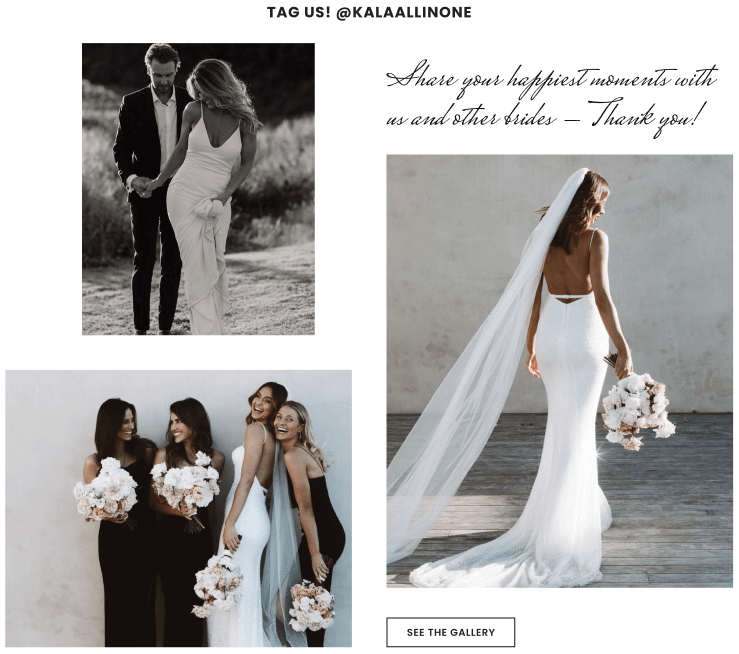 TAG US! @KALAALLINONE
Share your happiest moments with
us and other brides – Thank you!
SEE THE GALLERY